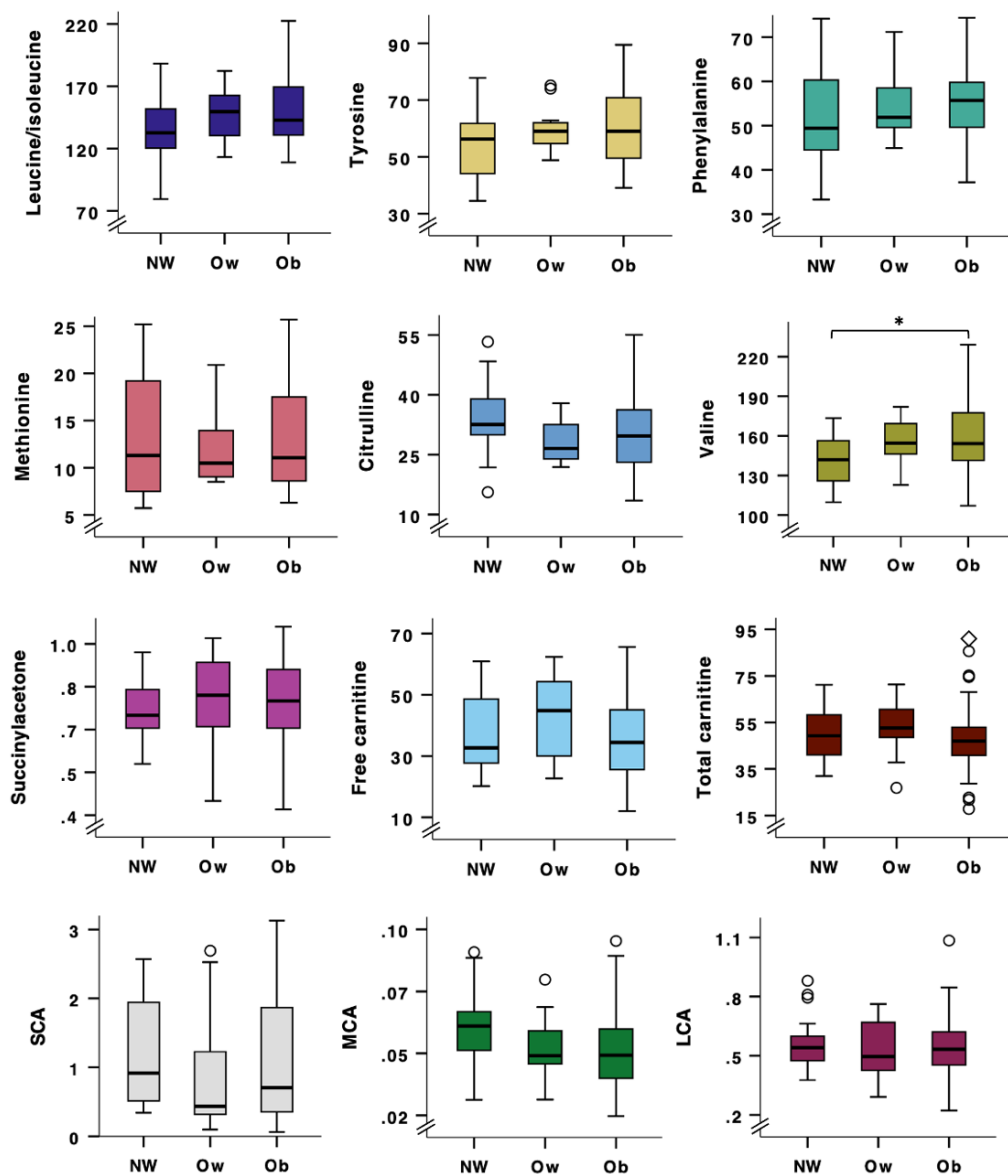 Leucine/isoleucine
220
170
120
70
NW Ow Ob
Tyrosine
90
70
50
30
NW Ow Ob
Phenylalanine
70
60
50
40
30
NW Ow Ob
Methionine
25
20
15
10
5
NW Ow Ob
Citrulline
55
40
25
10
NW Ow Ob
Valine
*
220
190
160
130
100
NW Ow Ob
Succinylacetone
1.0
.8
.7
.5
.4
NW Ow Ob
Free carnitine
70
50
30
10
NW Ow Ob
Total carnitine
95
75
55
35
15
NW Ow Ob
SCA
3
2
1
0
NW Ow Ob
MCA
.10
.07
.05
.02
NW Ow Ob
LCA
1.1
.8
.5
.2
NW Ow Ob